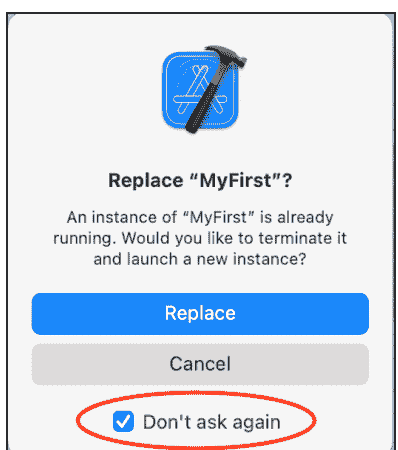 Replace “MyFirst”?
An instance of “MyFirst” is already
running. Would you like to terminate it
and launch a new instance?
Replace
Cancel
Don't ask again